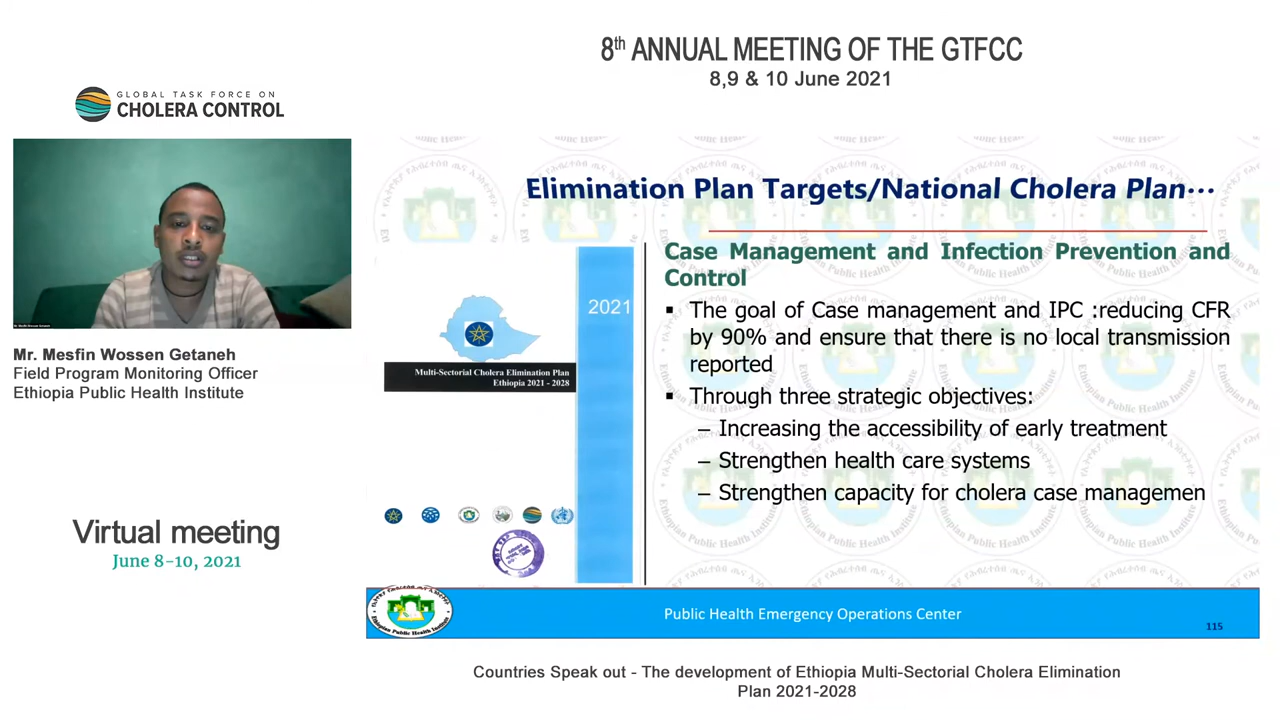 8th ANNUAL MEETING OF THE GTFCC
8,9 & 10 June 2021
GLOBAL TASK FORCE ON
CHOLERA CONTROL
Mr. Mesfin Wossen Getaneh
Field Program Monitoring Officer
Ethiopia Public Health Institute
Virtual meeting
June 8-10, 2021
Elimination Plan Targets/National Cholera Plan…
2021
Multi-Sectorial Cholera Elimination Plan
Ethiopia 2021 - 2028
Case Management and Infection Prevention and
Control
▪ The goal of Case management and IPC :reducing CFR
by 90% and ensure that there is no local transmission
reported
▪ Through three strategic objectives:
– Increasing the accessibility of early treatment
– Strengthen health care systems
– Strengthen capacity for cholera case managemen
Ethiopian Public Health Institute
Public Health Emergency Operations Center
115
Countries Speak out - The development of Ethiopia Multi-Sectorial Cholera Elimination
Plan 2021-2028